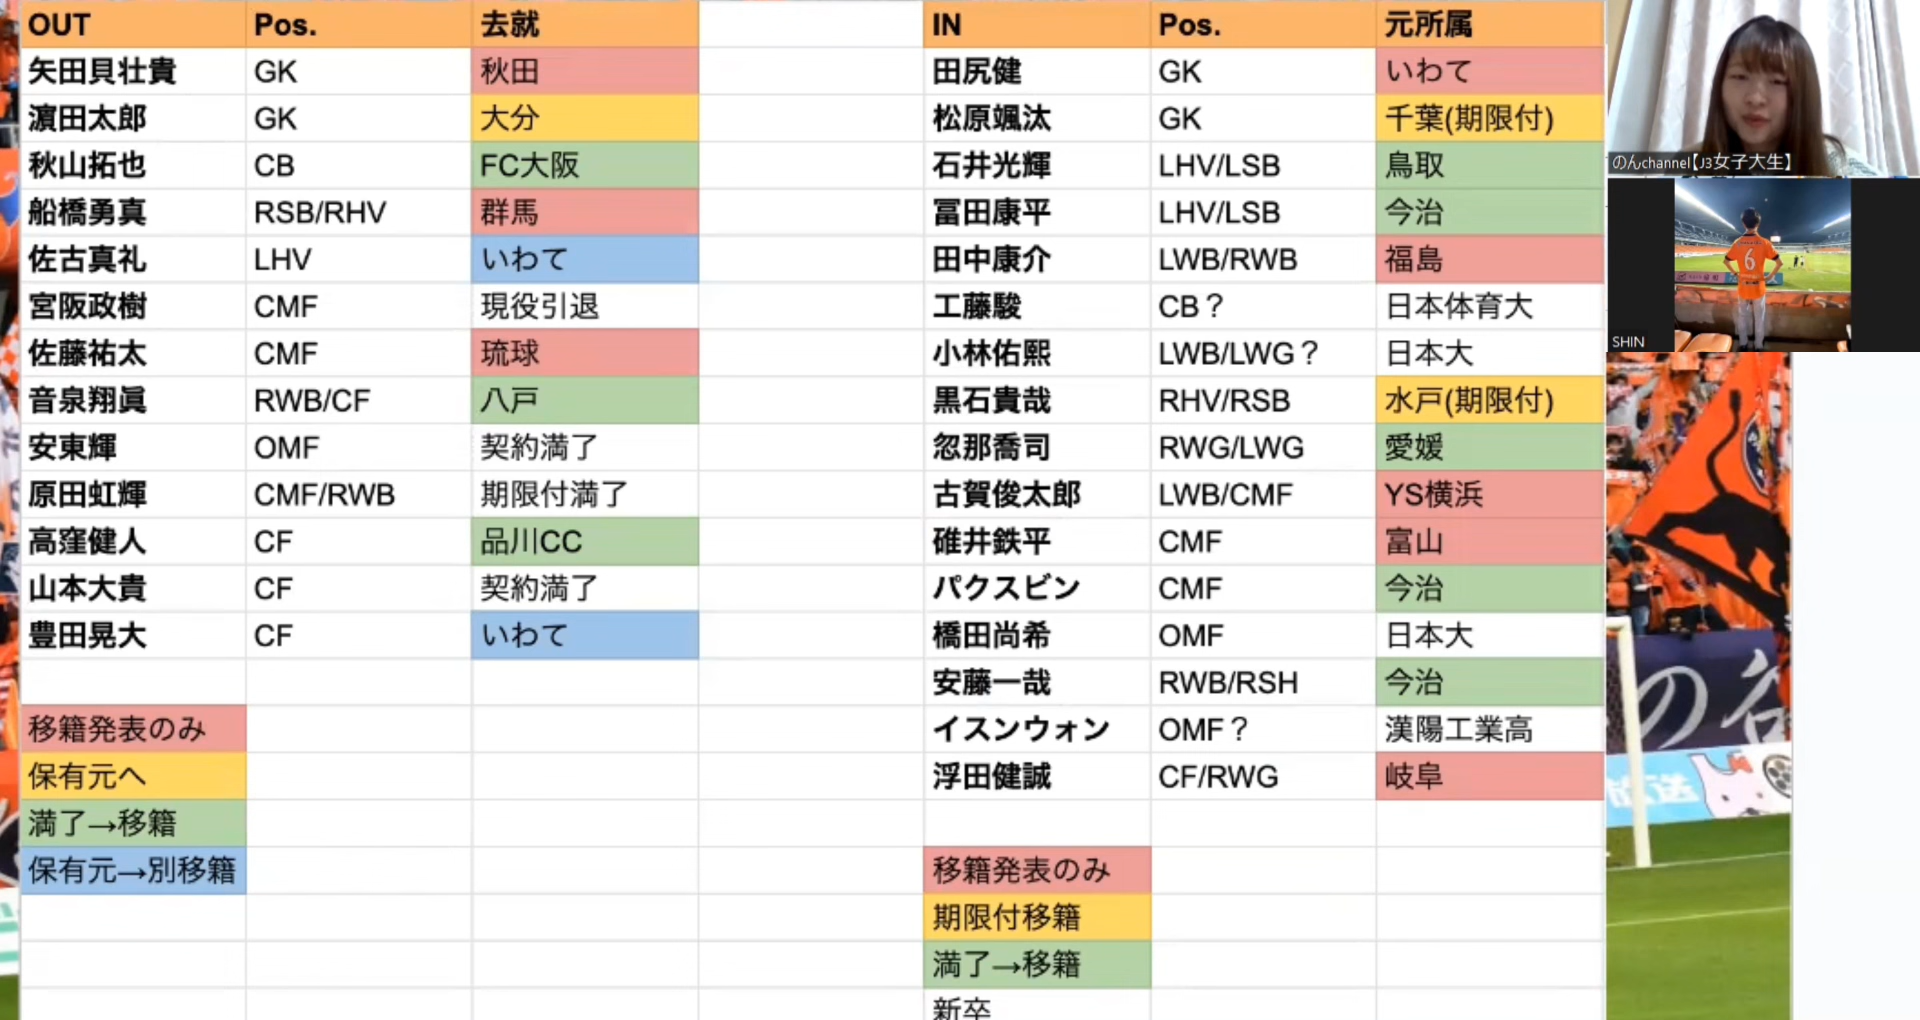 OUT Pos. 去就 IN Pos. 元所属
矢田貝壮貴 GK 秋田 田尻健 GK いわて
濵田太郎 GK 大分 松原颯汰 GK 千葉(期限付)
秋山拓也 CB FC大阪 石井光輝 LHV/LSB 鳥取
船橋勇真 RSB/RHV 群馬 冨田康平 LHV/LSB 今治
佐古真礼 LHV いわて 田中康介 LWB/RWB 福島
宮阪政樹 CMF 現役引退 工藤駿 CB？ 日本体育大
佐藤祐太 CMF 琉球 小林佑熙 LWB/LWG？ 日本大
音泉翔眞 RWB/CF 八戸 黒石貴哉 RHV/RSB 水戸(期限付)
安東輝 OMF 契約満了 忽那喬司 RWG/LWG 愛媛
原田虹輝 CMF/RWB 期限付満了 古賀俊太郎 LWB/CMF YS横浜
高窪健人 CF 品川CC 碓井鉄平 CMF 富山
山本大貴 CF 契約満了 パクスビン CMF 今治
豊田晃大 CF いわて 橋田尚希 OMF 日本大
安藤一哉 RWB/RSH 今治
移籍発表のみ イスンウォン OMF？ 漢陽工業高
保有元へ 浮田健誠 CF/RWG 岐阜
満了→移籍
保有元→別移籍 移籍発表のみ
期限付移籍
満了→移籍
新卒
のんchannel【J3女子大生】
6
SHIN
の
放送